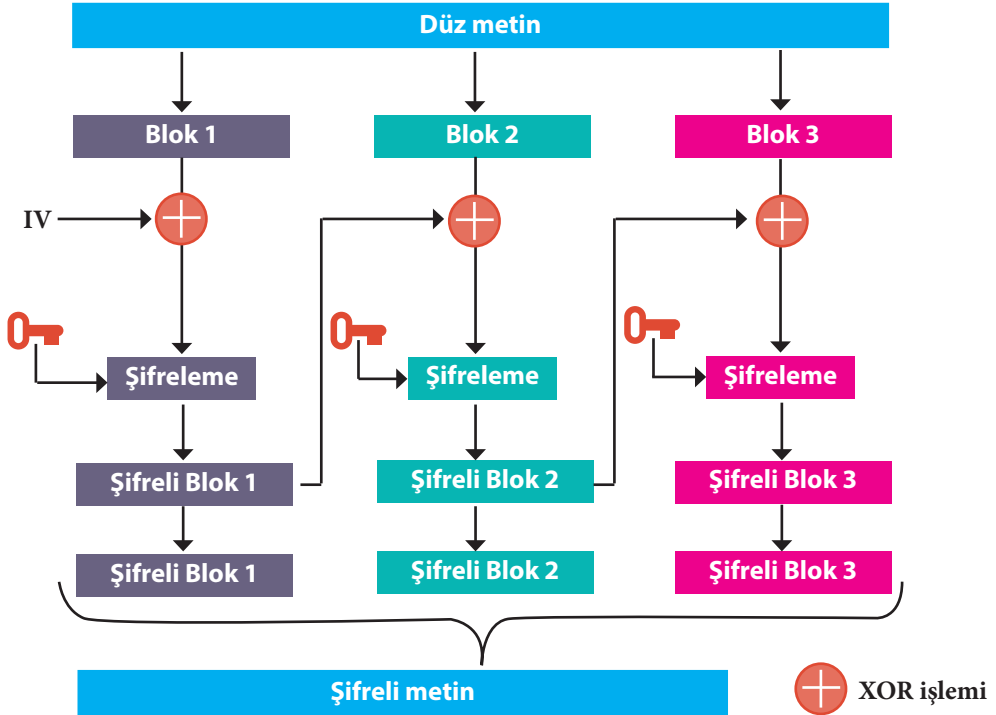 Düz metin
Blok 1
Blok 2
Blok 3
IV
Şifreleme
Şifreleme
Şifreleme
Şifreli Blok 1
Şifreli Blok 2
Şifreli Blok 3
Şifreli Blok 1
Şifreli Blok 2
Şifreli Blok 3
Şifreli metin
XOR işlemi